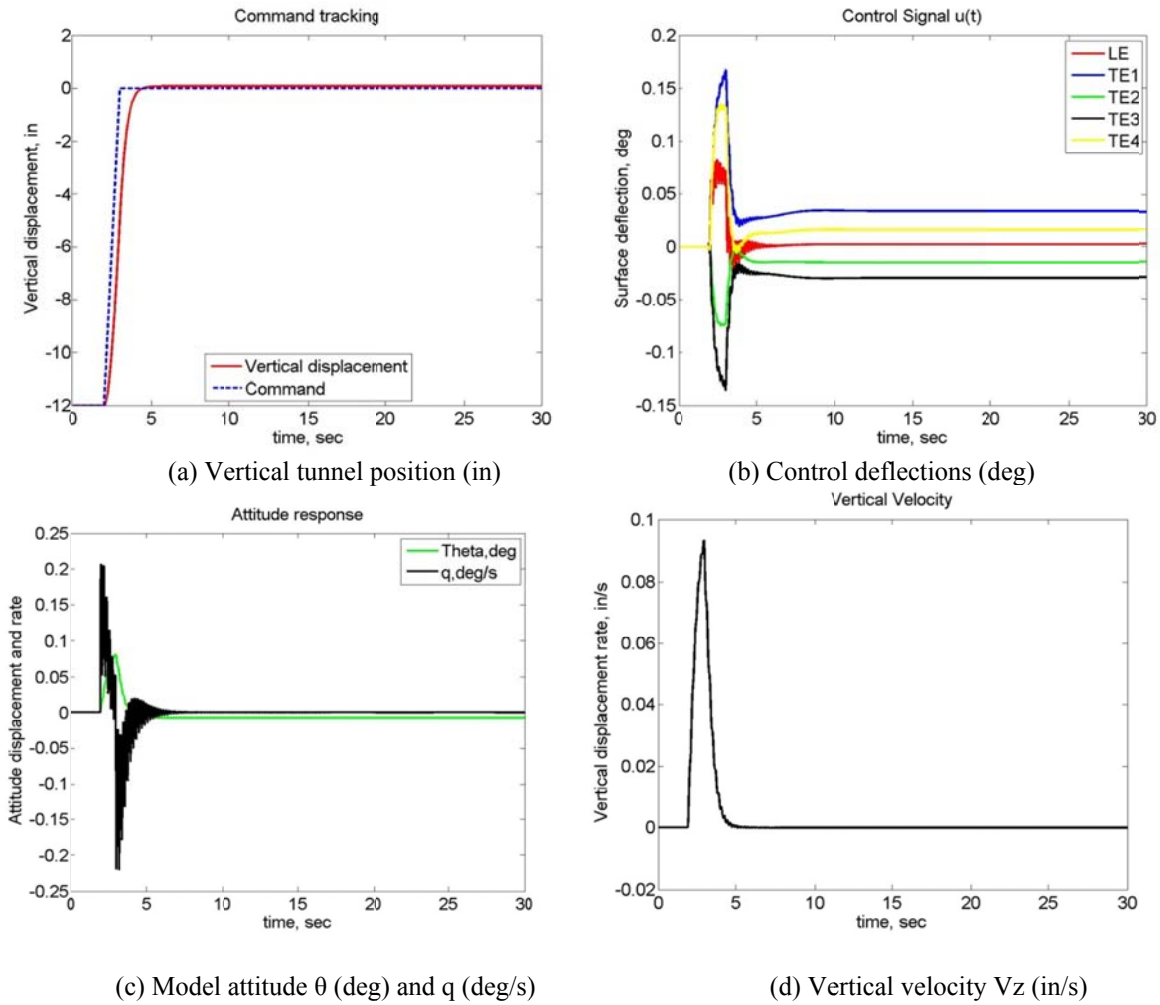 Command tracking
0
-2
-4
-6
-8
-10
-12
Vertical displacement, in
Vertical displacement
Command
0 5 10 15 20 25 30
time, sec
(a) Vertical tunnel position (in)
Control Signal u(t)
0.2
0.15
0.1
0.05
0
-0.05
-0.1
-0.15
Surface deflection, deg
LE
TE1
TE2
TE3
TE4
0 5 10 15 20 25 30
time, sec
(b) Control deflections (deg)
Attitude response
0.25
0.2
0.15
0.1
0.05
0
-0.05
-0.1
-0.15
-0.2
-0.25
Attitude displacement and rate
Theta,deg
q,deg/s
0 5 10 15 20 25 30
time, sec
(c) Model attitude θ (deg) and q (deg/s)
Vertical Velocity
0.1
0.08
0.06
0.04
0.02
0
-0.02
Vertical displacement rate, in/s
0 5 10 15 20 25 30
time, sec
(d) Vertical velocity Vz (in/s)